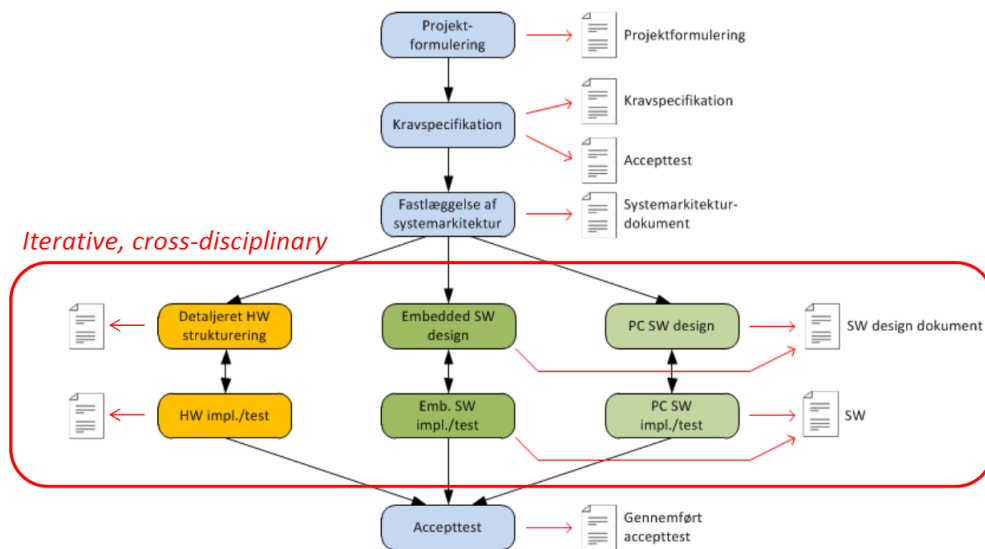 Projekt-
formulering
Projektformulering
Kravspecifikation
Kravspecifikation
Accepttest
Fastlæggelse af
systemarkitektur
Systemarkitektur-
dokument
Iterative, cross-disciplinary
Detaljeret HW
strukturering
Embedded SW
design
PC SW design
SW design dokument
HW impl./test
Emb. SW
impl./test
PC SW
impl./test
SW
Accepttest
Gennemført
accepttest